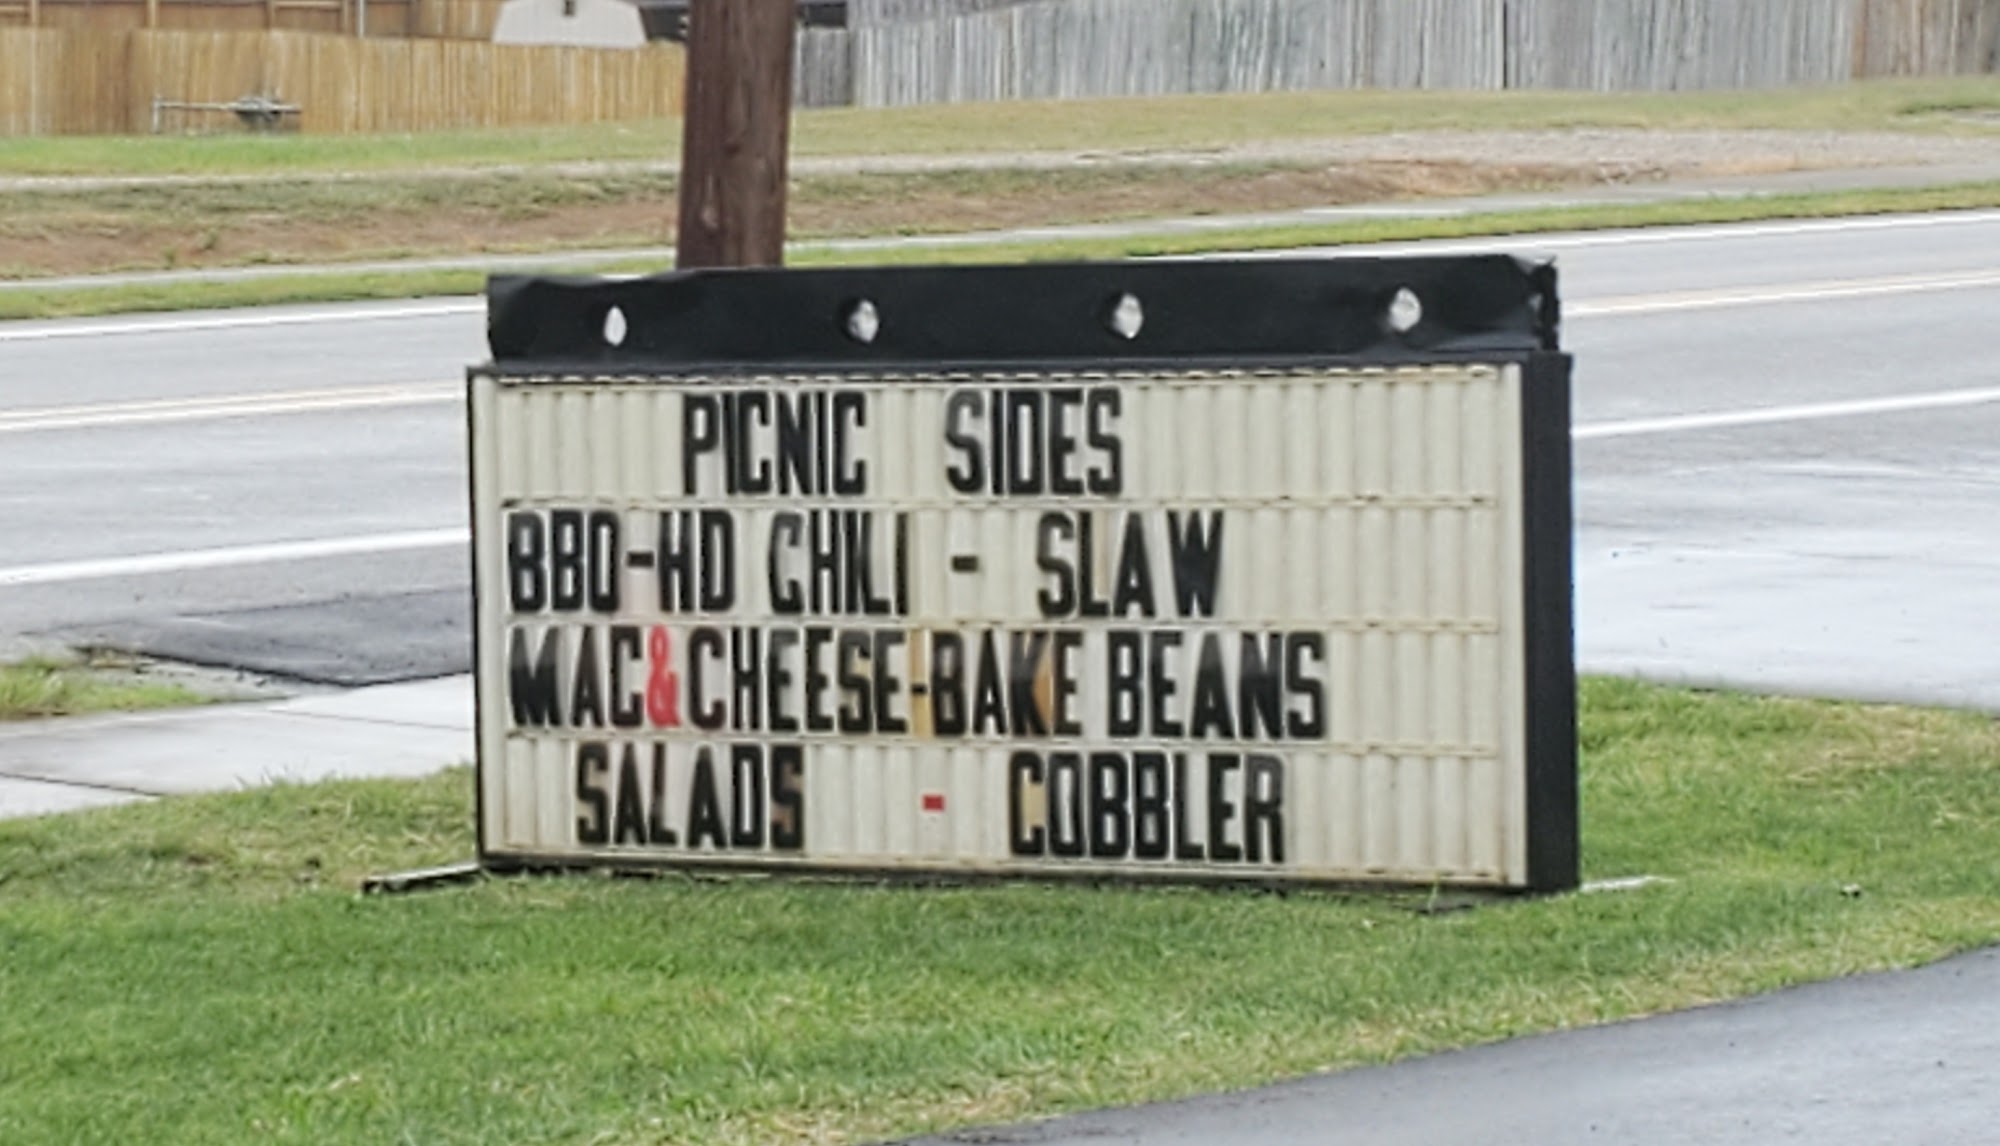 PICNIC SIDES
BBQ-HD CHILI - SLAW
MAC&CHEESE-BAKE BEANS
SALADS - COBBLER